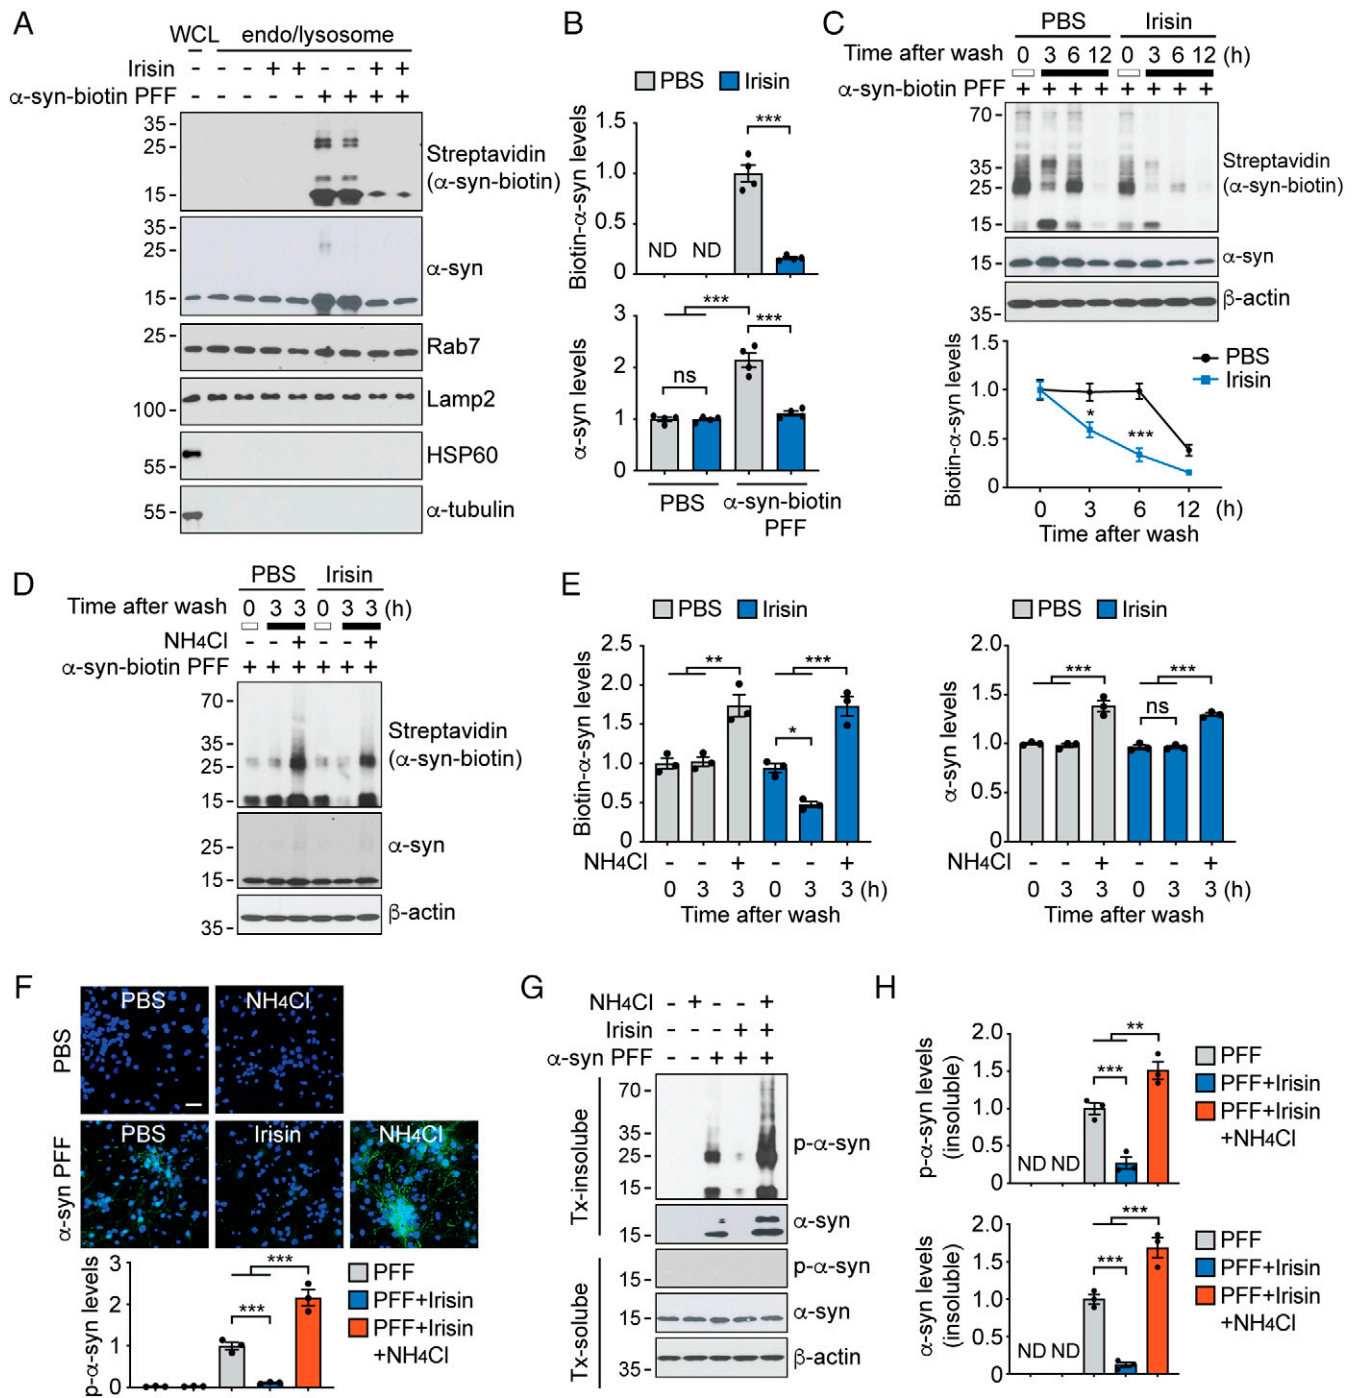 A
WCL endo/lysosome
Irisin - - - + + - - + +
α-syn-biotin PFF - - - - - + + + +
35
25
15
Streptavidin
(α-syn-biotin)
35
25
15
α-syn
25
Rab7
100
Lamp2
55
HSP60
55
α-tubulin
B
PBS Irisin
Biotin-α-syn levels
1.5
1.0
0.5
0
ND ND
***
α-syn levels
3
2
1
0
ns
***
***
PBS α-syn-biotin
PFF
C
PBS Irisin
Time after wash 0 3 6 12 0 3 6 12 (h)
α-syn-biotin PFF + + + + + + + +
70
35
25
15
Streptavidin
(α-syn-biotin)
15
α-syn
35
β-actin
Biotin-α-syn levels
1.0
0.5
0
*
***
PBS
Irisin
0 3 6 12 (h)
Time after wash
D
PBS Irisin
Time after wash 0 3 3 0 3 3 (h)
NH4Cl - - + - - +
α-syn-biotin PFF + + + + + +
70
35
25
15
Streptavidin
(α-syn-biotin)
25
15
α-syn
35
β-actin
E
PBS Irisin
Biotin-α-syn levels
2.5
2.0
1.5
1.0
0.5
0
**
*
***
NH4Cl - - + - - +
0 3 3 0 3 3 (h)
Time after wash
PBS Irisin
α-syn levels
2.0
1.5
1.0
0.5
0
***
ns
***
NH4Cl - - + - - +
0 3 3 0 3 3 (h)
Time after wash
F
PBS
PBS NH4Cl
α-syn PFF
PBS Irisin NH4Cl
p-α-syn levels
3
2
1
0
***
***
PFF
PFF+Irisin
PFF+Irisin
+NH4Cl
G
NH4Cl - + - - +
Irisin - - - + +
α-syn PFF - - + + +
Tx-insolube
70
35
25
15
p-α-syn
15
α-syn
Tx-solube
15
p-α-syn
15
α-syn
35
β-actin
H
p-α-syn levels
(insoluble)
2.0
1.5
1.0
0.5
0
ND ND
***
**
PFF
PFF+Irisin
PFF+Irisin
+NH4Cl
α-syn levels
(insoluble)
2.0
1.5
1.0
0.5
0
ND ND
***
***
PFF
PFF+Irisin
PFF+Irisin
+NH4Cl